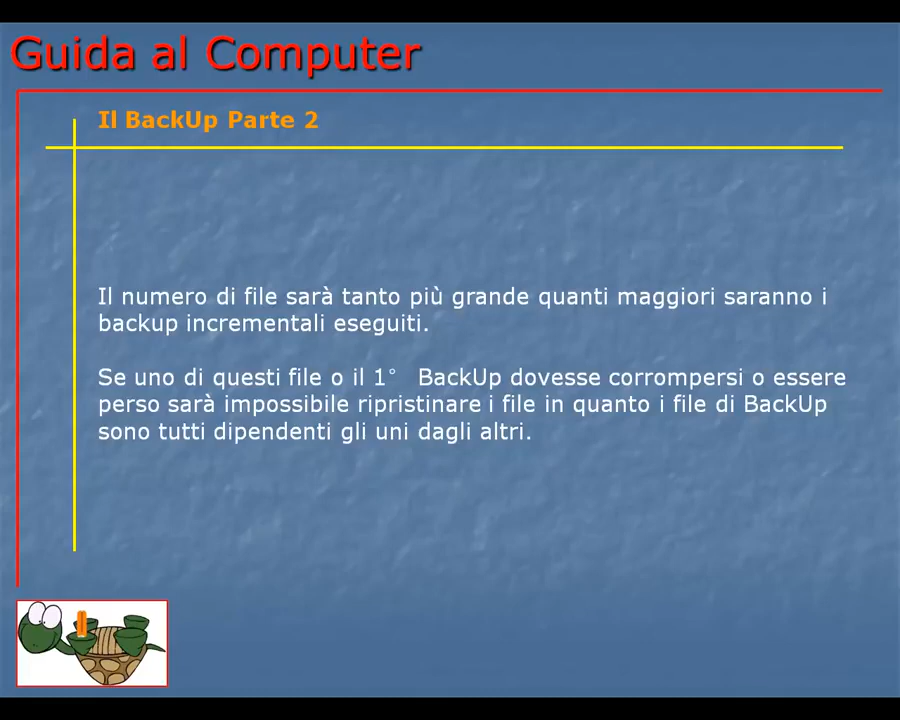 Guida al Computer
Il BackUp Parte 2
Il numero di file sarà tanto più grande quanti maggiori saranno i
backup incrementali eseguiti.
Se uno di questi file o il 1° BackUp dovesse corrompersi o essere
perso sarà impossibile ripristinare i file in quanto i file di BackUp
sono tutti dipendenti gli uni dagli altri.